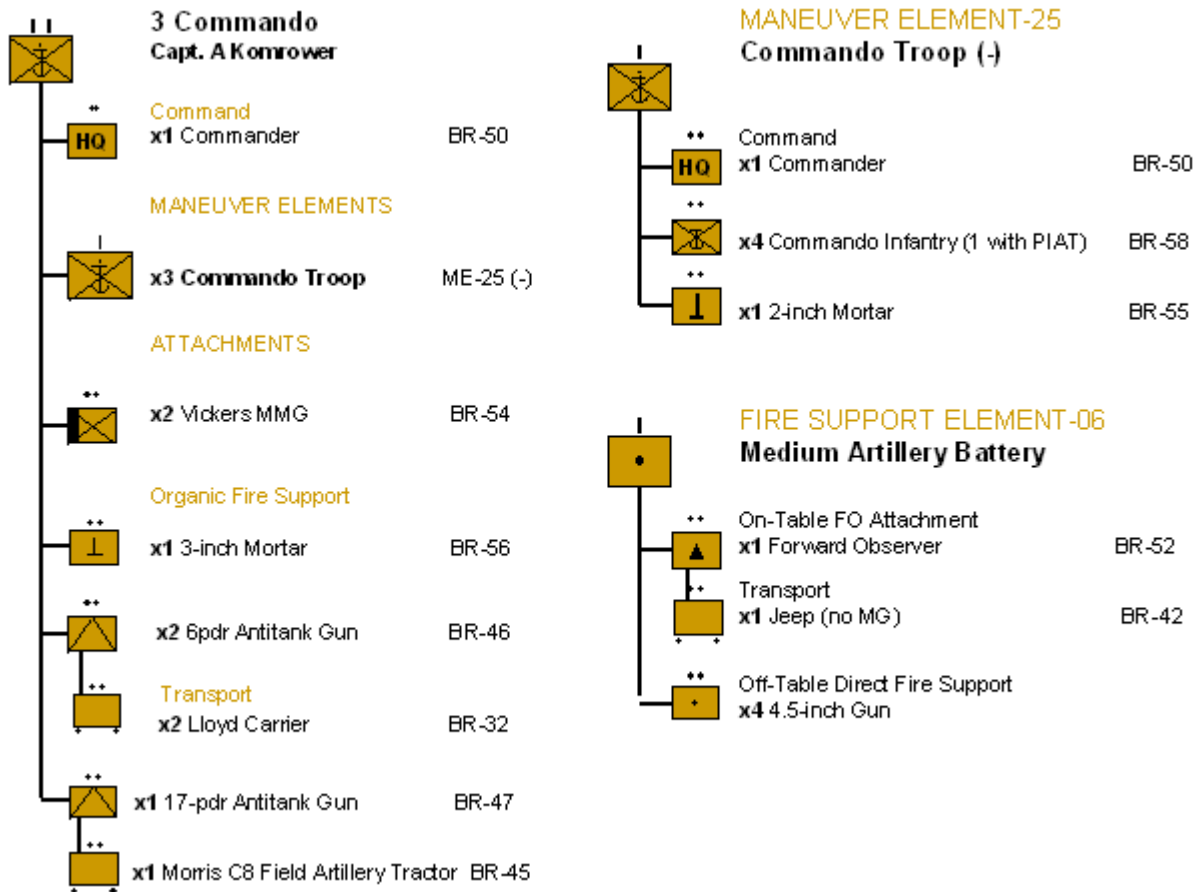 3 Commando
Capt. A Komrower
Command
HQ x1 Commander BR-50
MANEUVER ELEMENTS
x3 Commando Troop ME-25 (-)
ATTACHMENTS
x2 Vickers MMG BR-54
Organic Fire Support
x1 3-inch Mortar BR-56
x2 6pdr Antitank Gun BR-46
Transport
x2 Lloyd Carrier BR-32
x1 17-pdr Antitank Gun BR-47
x1 Morris C8 Field Artillery Tractor BR-45
MANEUVER ELEMENT-25
Commando Troop (-)
Command
HQ x1 Commander BR-50
x4 Commando Infantry (1 with PIAT) BR-58
x1 2-inch Mortar BR-55
FIRE SUPPORT ELEMENT-06
Medium Artillery Battery
On-Table FO Attachment
x1 Forward Observer BR-52
Transport
x1 Jeep (no MG) BR-42
Off-Table Direct Fire Support
x4 4.5-inch Gun